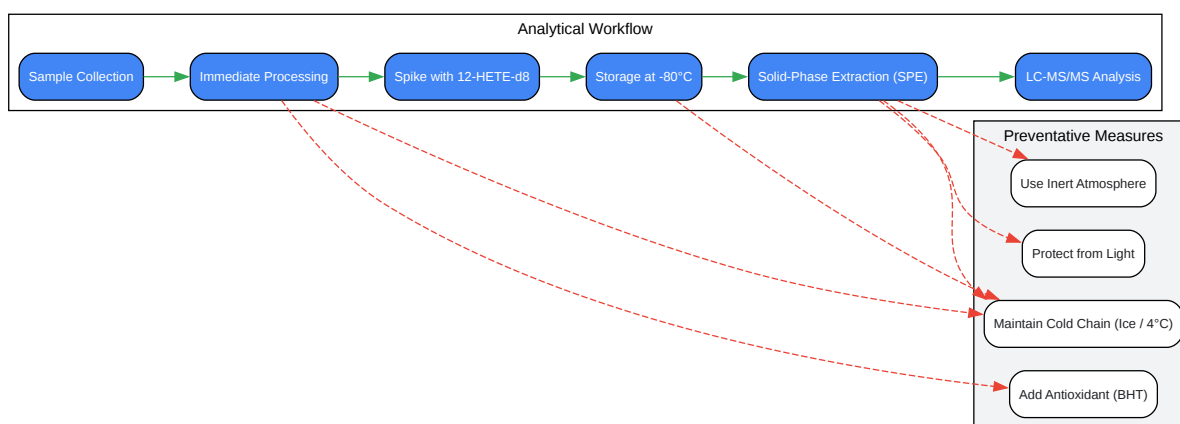 Analytical Workflow
Sample Collection
Immediate Processing
Spike with 12-HETE-d8
Storage at -80°C
Solid-Phase Extraction (SPE)
LC-MS/MS Analysis
Preventative Measures
Use Inert Atmosphere
Protect from Light
Maintain Cold Chain (Ice / 4°C)
Add Antioxidant (BHT)